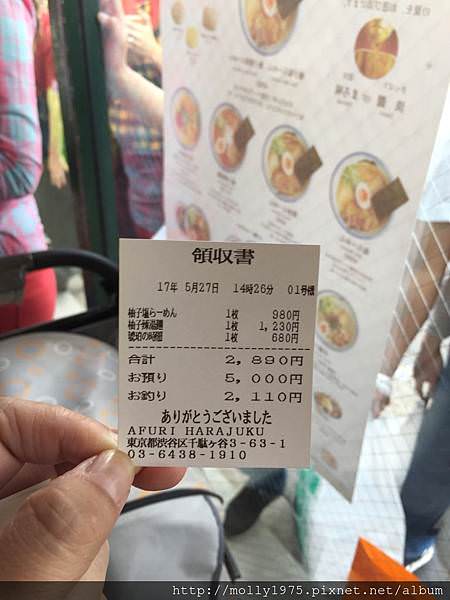 領収書
17年 5月27日 14時26分 01号機
柚子塩らーめん 1枚 980円
柚子辣湯麺 1枚 1,230円
琥珀の時間 1枚 680円
合計 2,890円
お預り 5,000円
お釣り 2,110円
ありがとうございました
AFURI HARAJUKU
東京都渋谷区千駄ヶ谷3-63-1
03-6438-1910
http://molly1975.pixnet.net/album